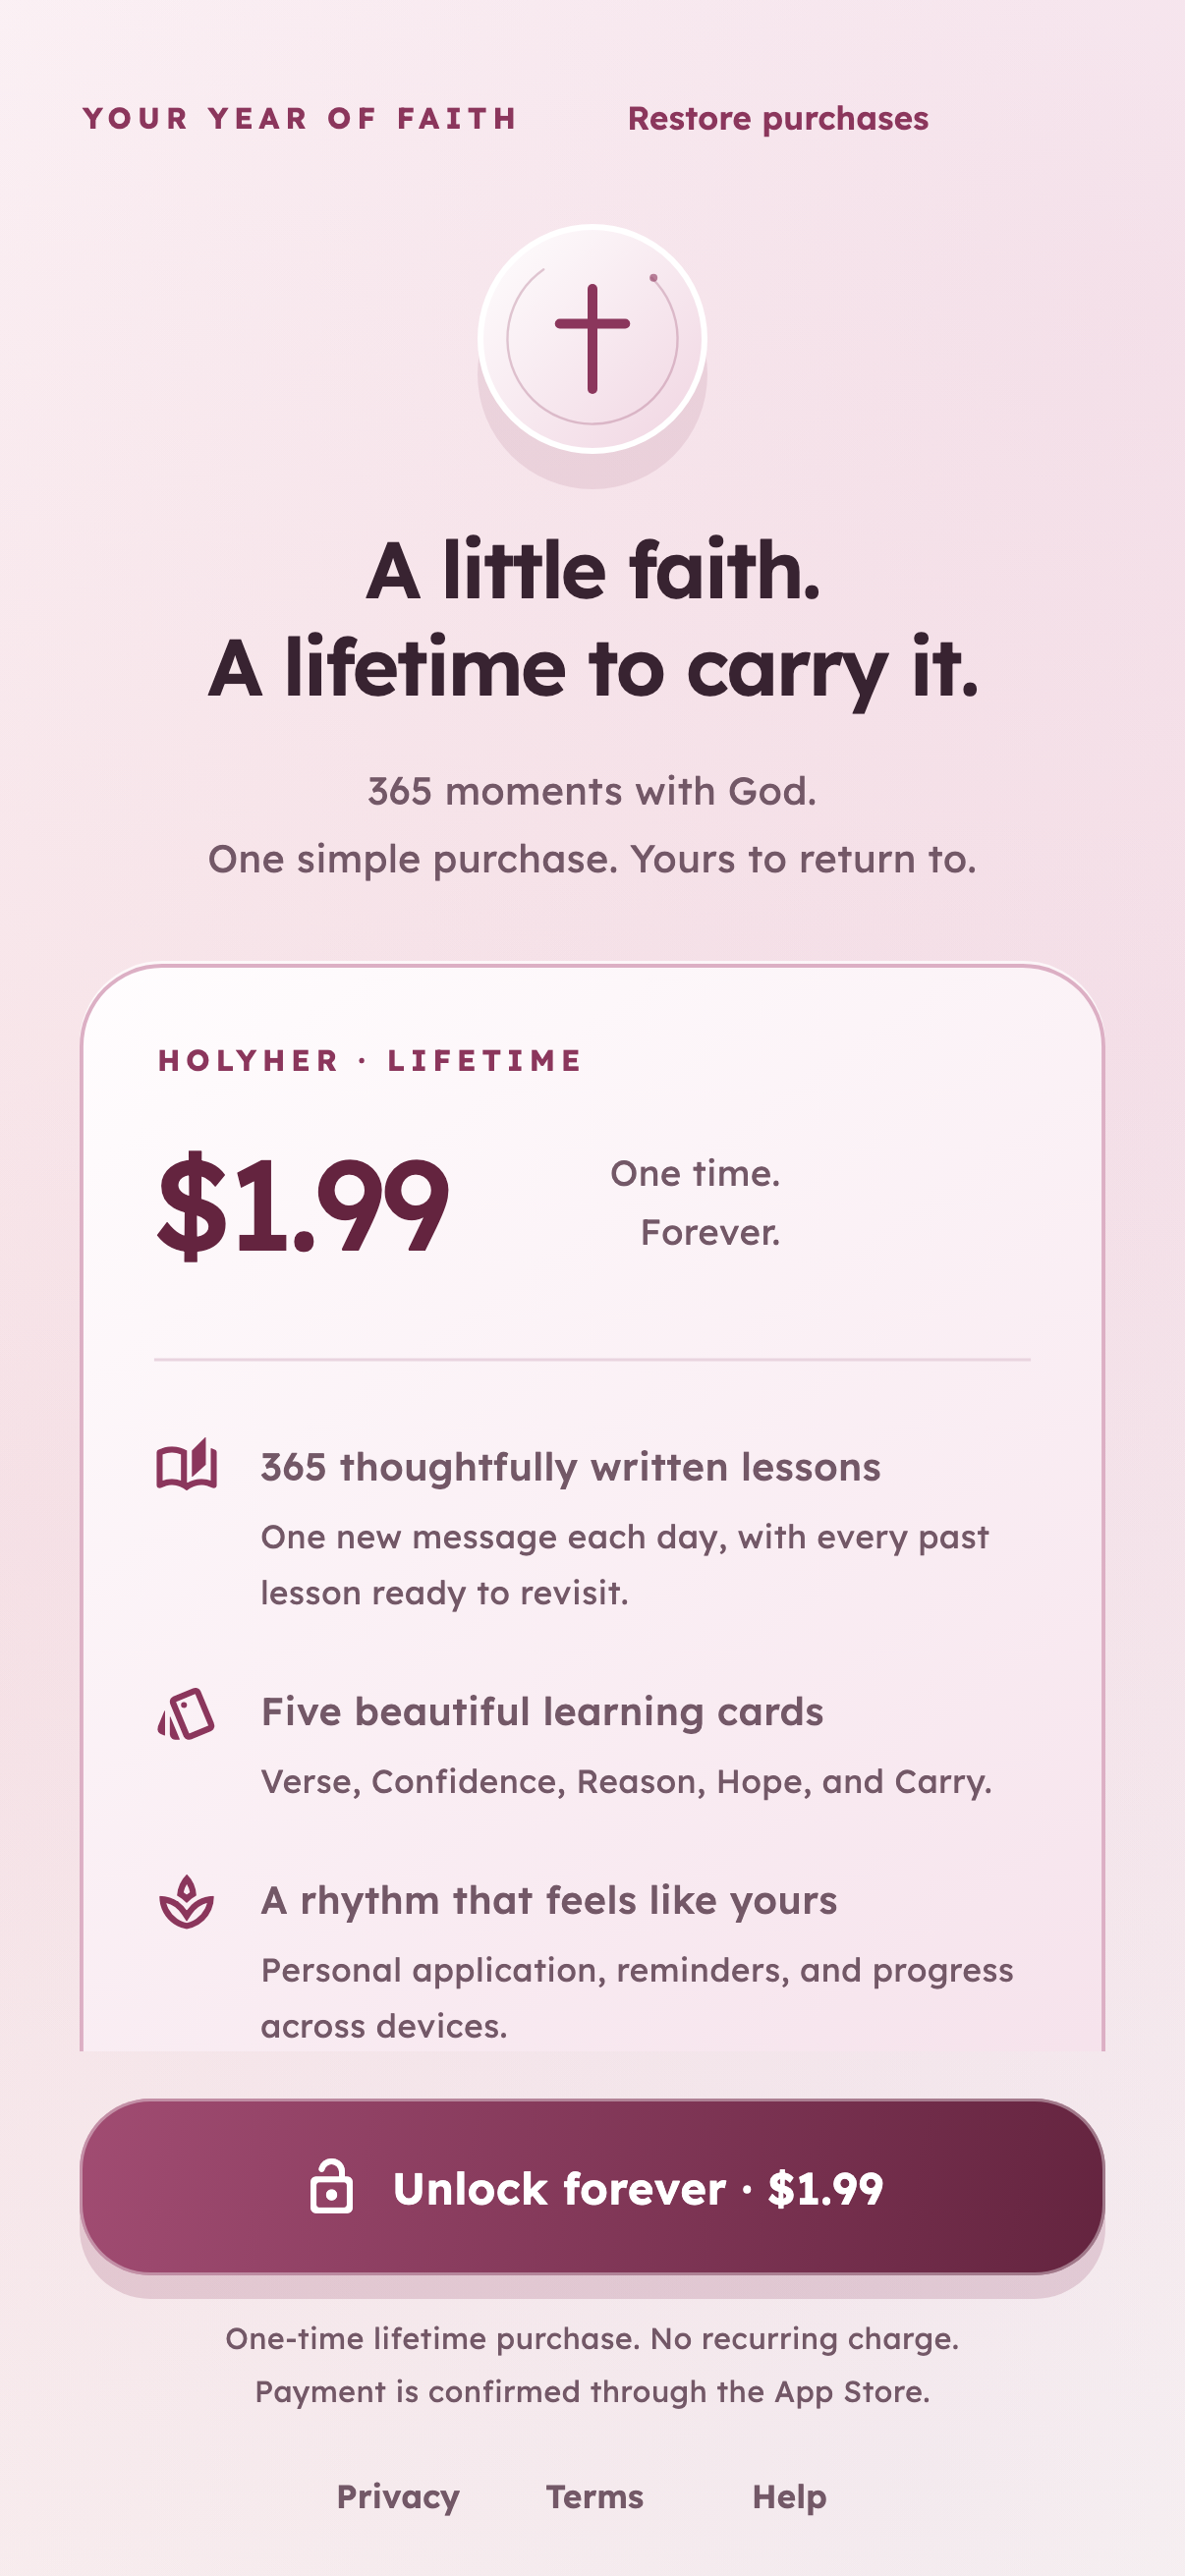 YOUR YEAR OF FAITH
Restore purchases
A little faith.
A lifetime to carry it.
365 moments with God.
One simple purchase. Yours to return to.
HOLYHER · LIFETIME
$1.99
One time.
Forever.
365 thoughtfully written lessons
One new message each day, with every past
lesson ready to revisit.
Five beautiful learning cards
Verse, Confidence, Reason, Hope, and Carry.
A rhythm that feels like yours
Personal application, reminders, and progress
across devices.
Unlock forever · $1.99
One-time lifetime purchase. No recurring charge.
Payment is confirmed through the App Store.
Privacy
Terms
Help